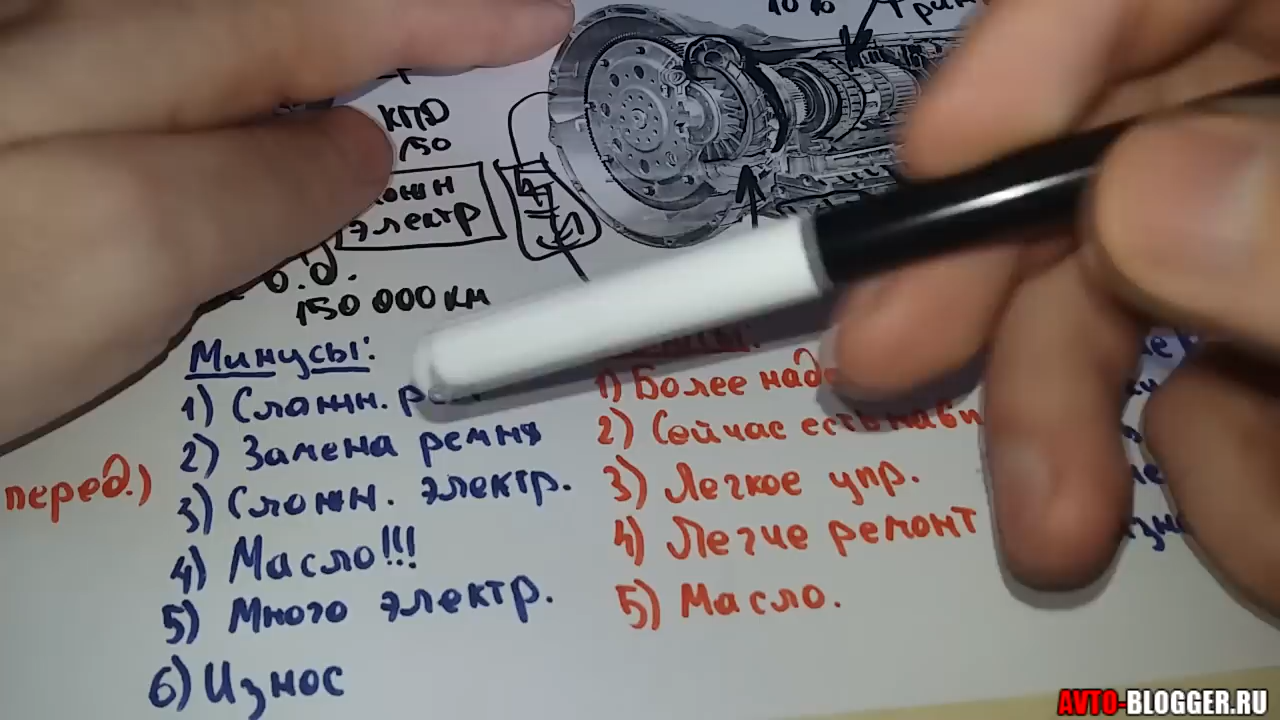 10%
КПД
150
электр
о.д.
150 000 км
Минусы:
1) Сложн.
2) Замена ремня
3) Сложн. электр.
4) Масло!!!
5) Много электр.
6) Износ
перед.)
1) Более
2) Сейчас есть
3) Легкое упр.
4) Легче ремонт
5) Масло.
AVTO-BLOGGER.RU